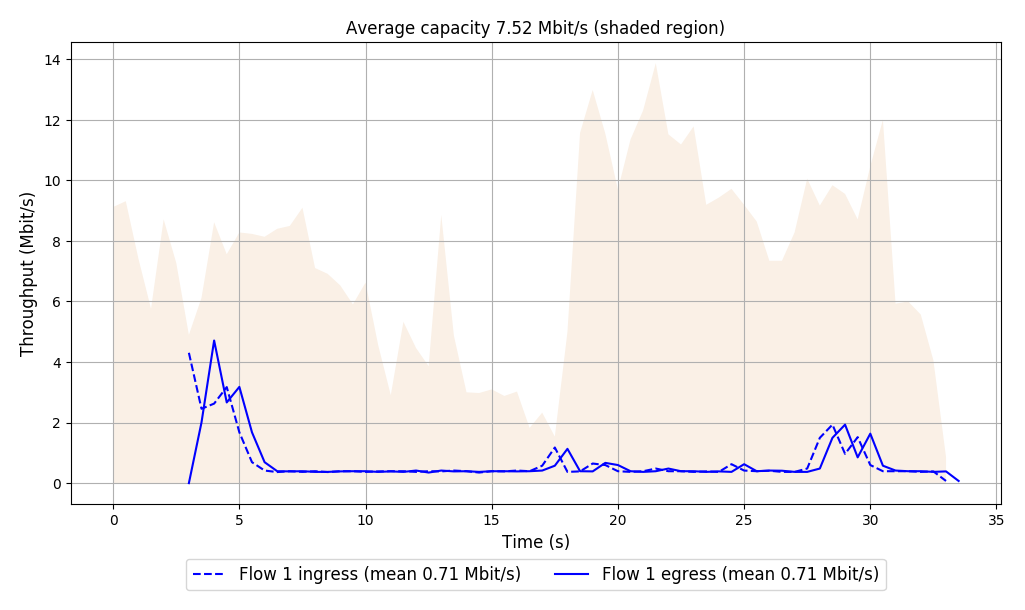 Average capacity 7.52 Mbit/s (shaded region)
14
12
10
8
6
4
2
0
Throughput (Mbit/s)
0 5 10 15 20 25 30 35
Time (s)
Flow 1 ingress (mean 0.71 Mbit/s) Flow 1 egress (mean 0.71 Mbit/s)